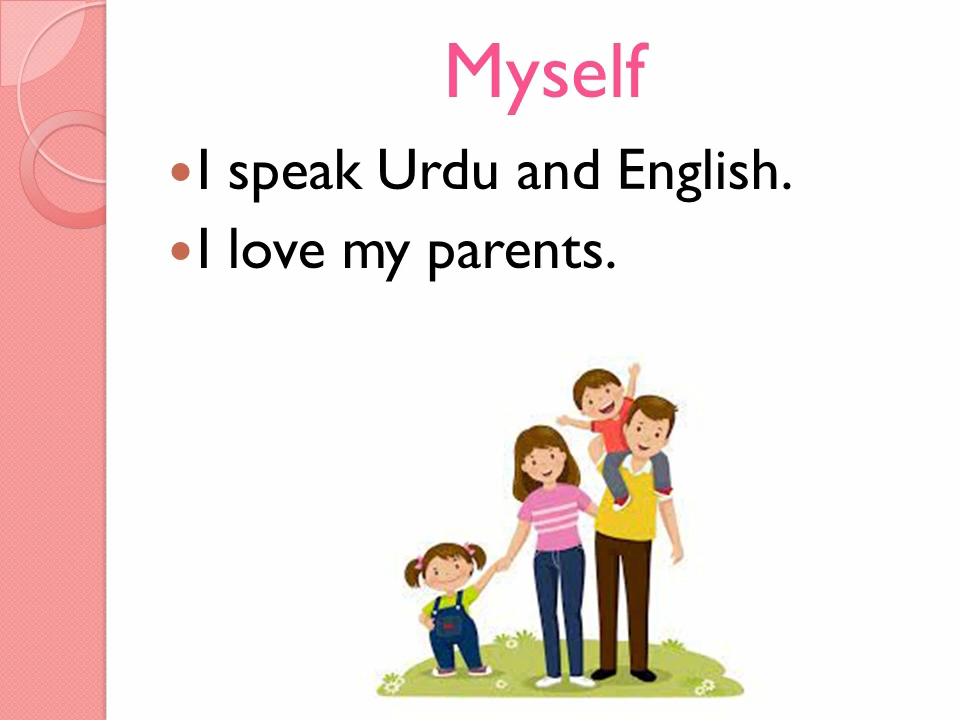 Myself
• I speak Urdu and English.
• I love my parents.